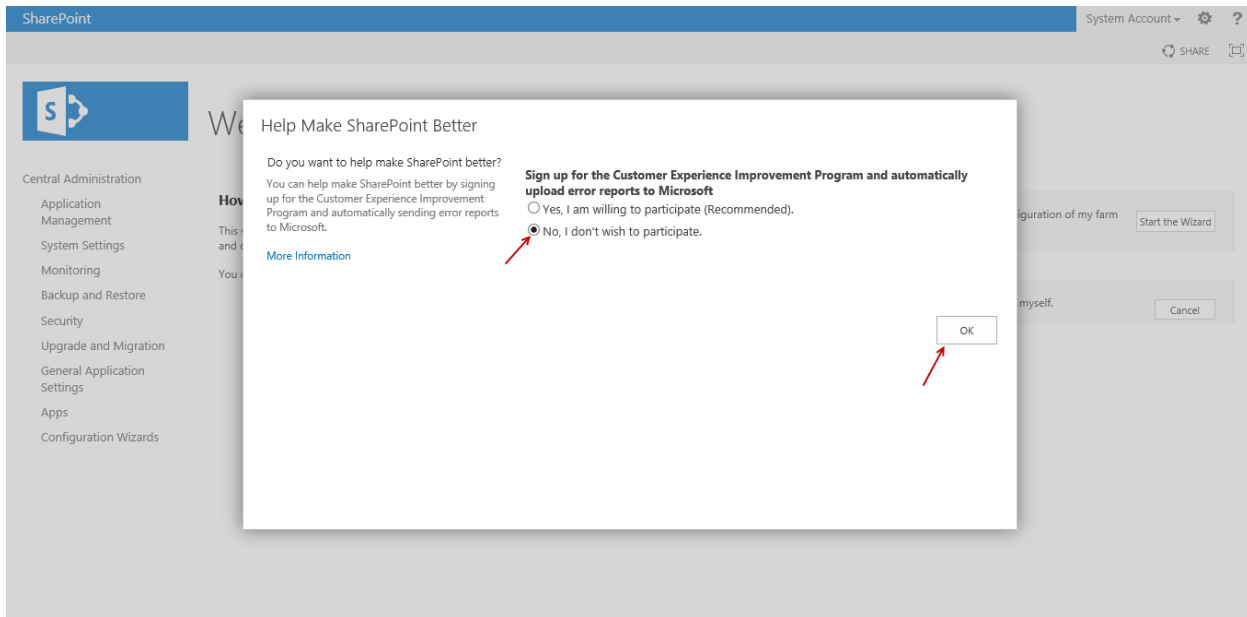 SharePoint
System Account
?
SHARE
S
We
Help Make SharePoint Better
Do you want to help make SharePoint better?
You can help make SharePoint better by signing
up for the Customer Experience Improvement
Program and automatically sending error reports
to Microsoft.
More Information
Sign up for the Customer Experience Improvement Program and automatically
upload error reports to Microsoft
Yes, I am willing to participate (Recommended).
No, I don't wish to participate.
OK
Central Administration
Application
Management
System Settings
Monitoring
Backup and Restore
Security
Upgrade and Migration
General Application
Settings
Apps
Configuration Wizards
How
This
and
You
iguration of my farm
Start the Wizard
myself.
Cancel